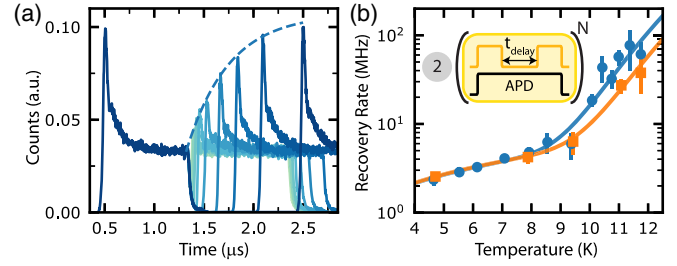 (a)
0.10
0.05
0.00
Counts (a.u.)
0.5 1.0 1.5 2.0 2.5
Time (μs)
(b)
10²
10¹
10⁰
Recovery Rate (MHz)
2
t_delay
APD
N
4 5 6 7 8 9 10 11 12
Temperature (K)